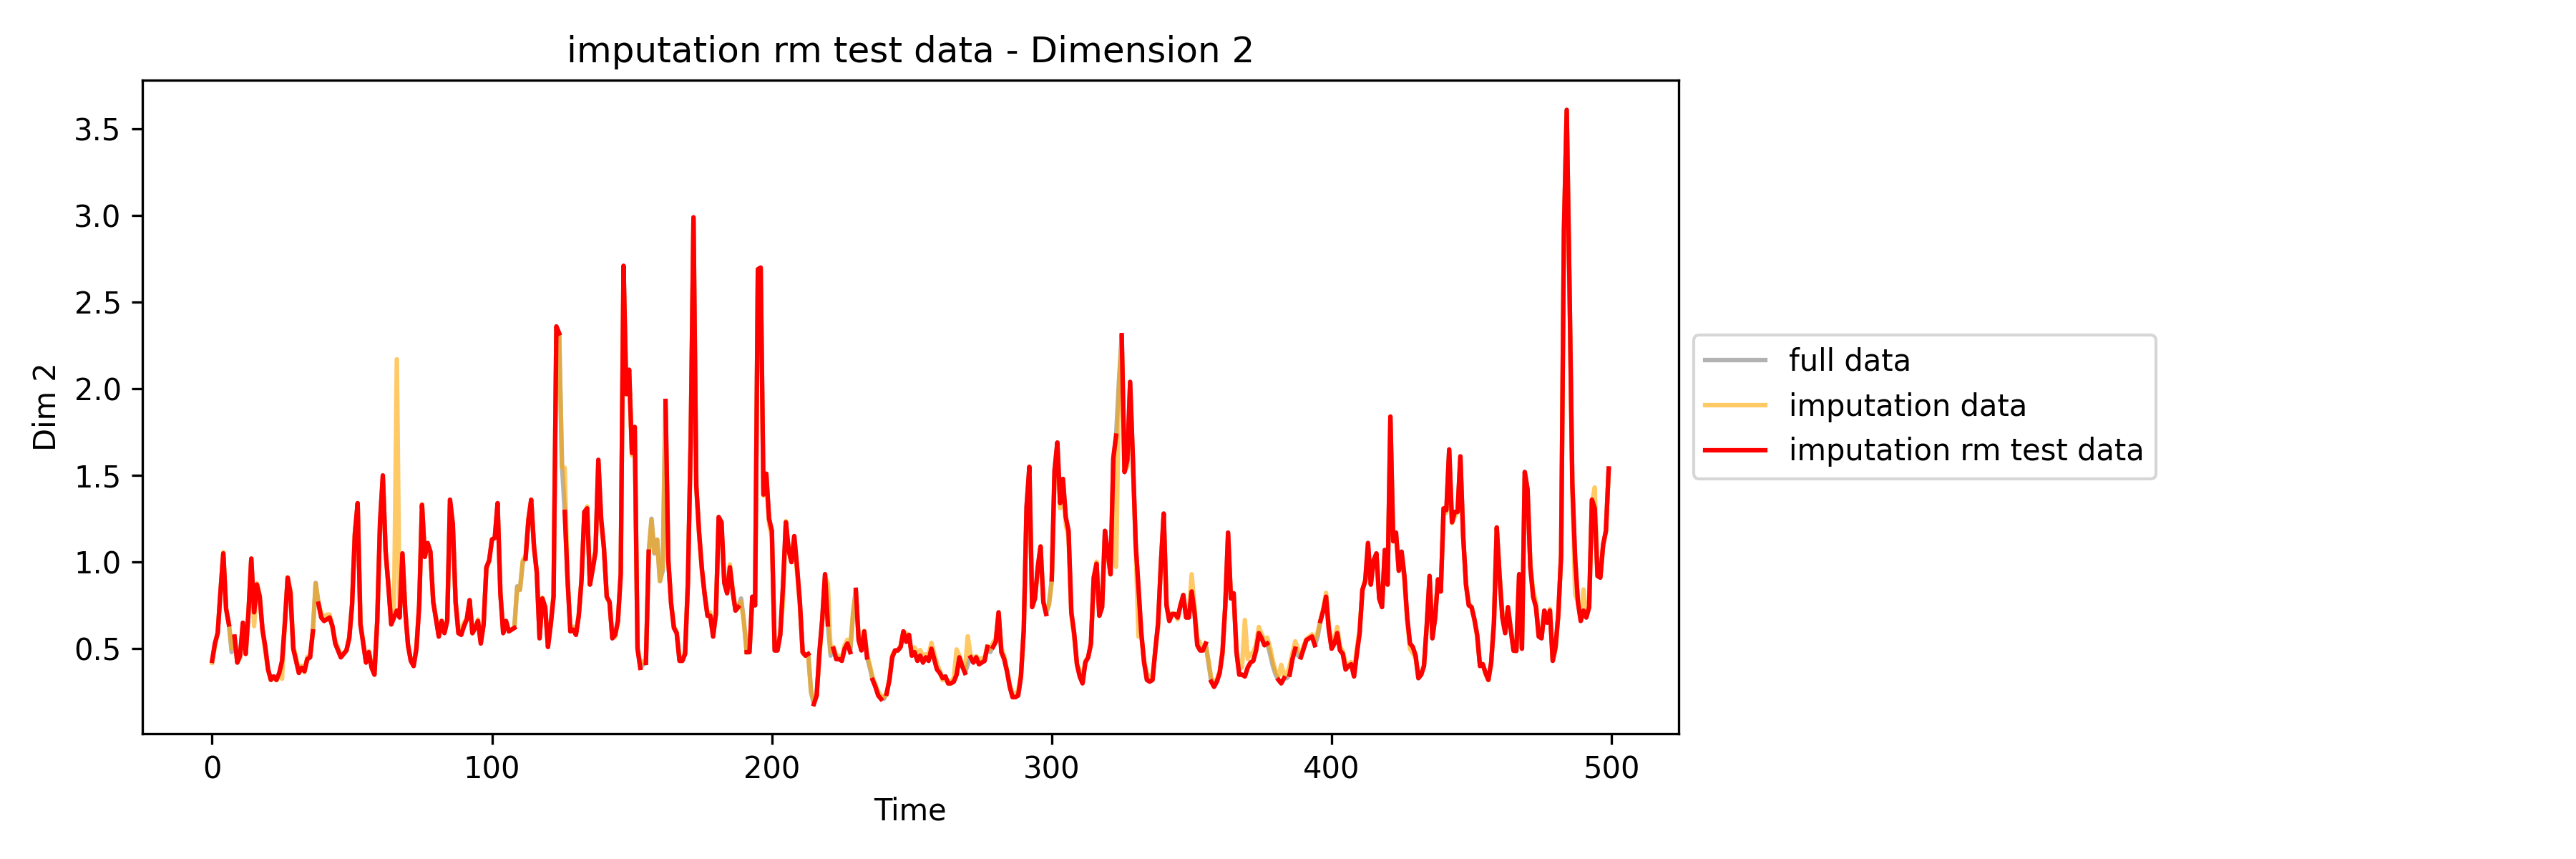 imputation rm test data - Dimension 2
3.5
3.0
2.5
2.0
1.5
1.0
0.5
Dim 2
0 100 200 300 400 500
Time
full data
imputation data
imputation rm test data